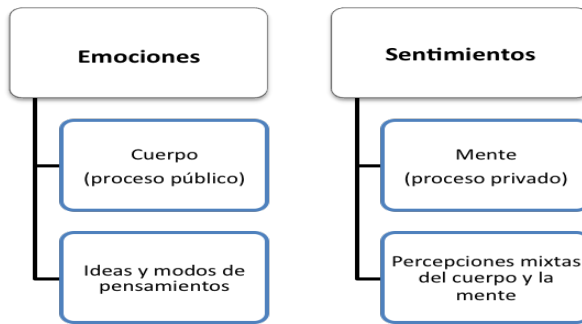 Emociones
Cuerpo
(proceso público)
Ideas y modos de
pensamientos
Sentimientos
Mente
(proceso privado)
Percepciones mixtas
del cuerpo y la
mente